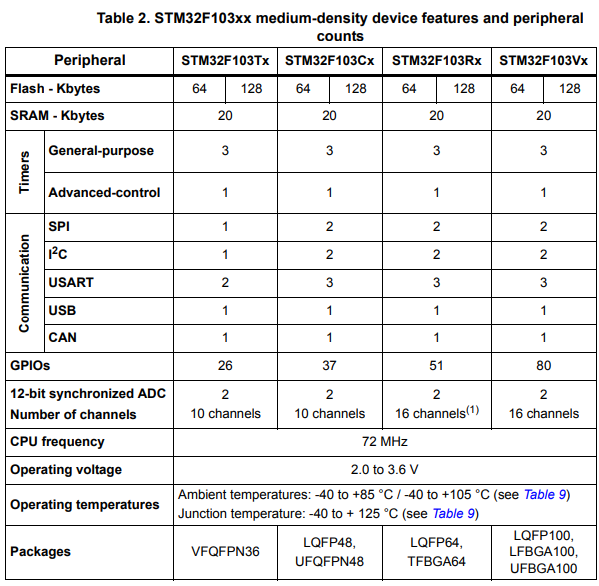 Table 2. STM32F103xx medium-density device features and peripheral
counts
Peripheral STM32F103Tx STM32F103Cx STM32F103Rx STM32F103Vx
Flash - Kbytes 64 128 64 128 64 128 64 128
SRAM - Kbytes 20 20 20 20
Timers
General-purpose 3 3 3 3
Advanced-control 1 1 1 1
Communication
SPI 1 2 2 2
I2C 1 2 2 2
USART 2 3 3 3
USB 1 1 1 1
CAN 1 1 1 1
GPIOs 26 37 51 80
12-bit synchronized ADC 2 2 2 2
Number of channels 10 channels 10 channels 16 channels(1) 16 channels
CPU frequency 72 MHz
Operating voltage 2.0 to 3.6 V
Operating temperatures
Ambient temperatures: -40 to +85 °C / -40 to +105 °C (see Table 9)
Junction temperature: -40 to + 125 °C (see Table 9)
Packages VFQFPN36 LQFP48, UFQFPN48 LQFP64, TFBGA64 LQFP100, LFBGA100, UFBGA100